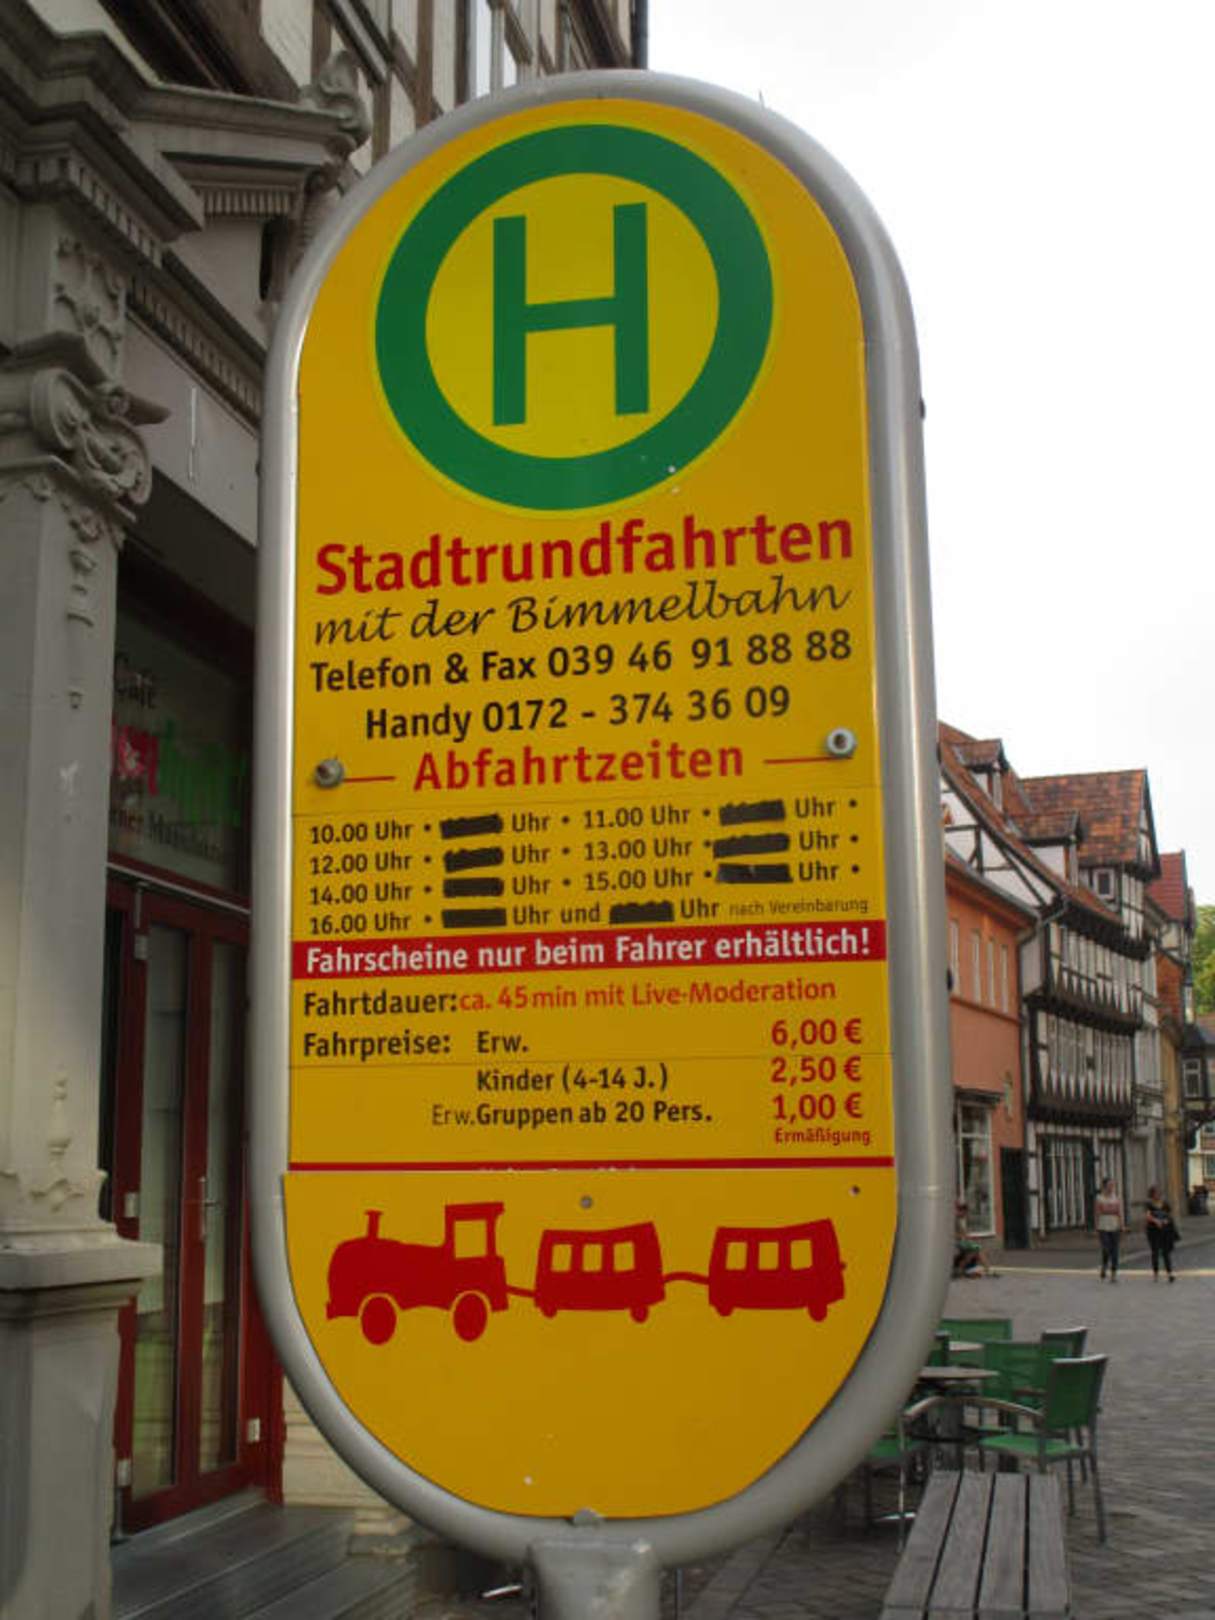 H
Stadtrundfahrten
mit der Bimmelbahn
Telefon & Fax 039 46 91 88 88
Handy 0172 - 374 36 09
Abfahrtzeiten
10.00 Uhr • Uhr • 11.00 Uhr • Uhr •
12.00 Uhr • Uhr • 13.00 Uhr • Uhr •
14.00 Uhr • Uhr • 15.00 Uhr • Uhr •
16.00 Uhr • Uhr und Uhr nach Vereinbarung
Fahrscheine nur beim Fahrer erhältlich!
Fahrtdauer: ca. 45min mit Live-Moderation
Fahrpreise: Erw. 6,00 €
Kinder (4-14 J.) 2,50 €
Erw. Gruppen ab 20 Pers. 1,00 €
Ermäßigung
Café